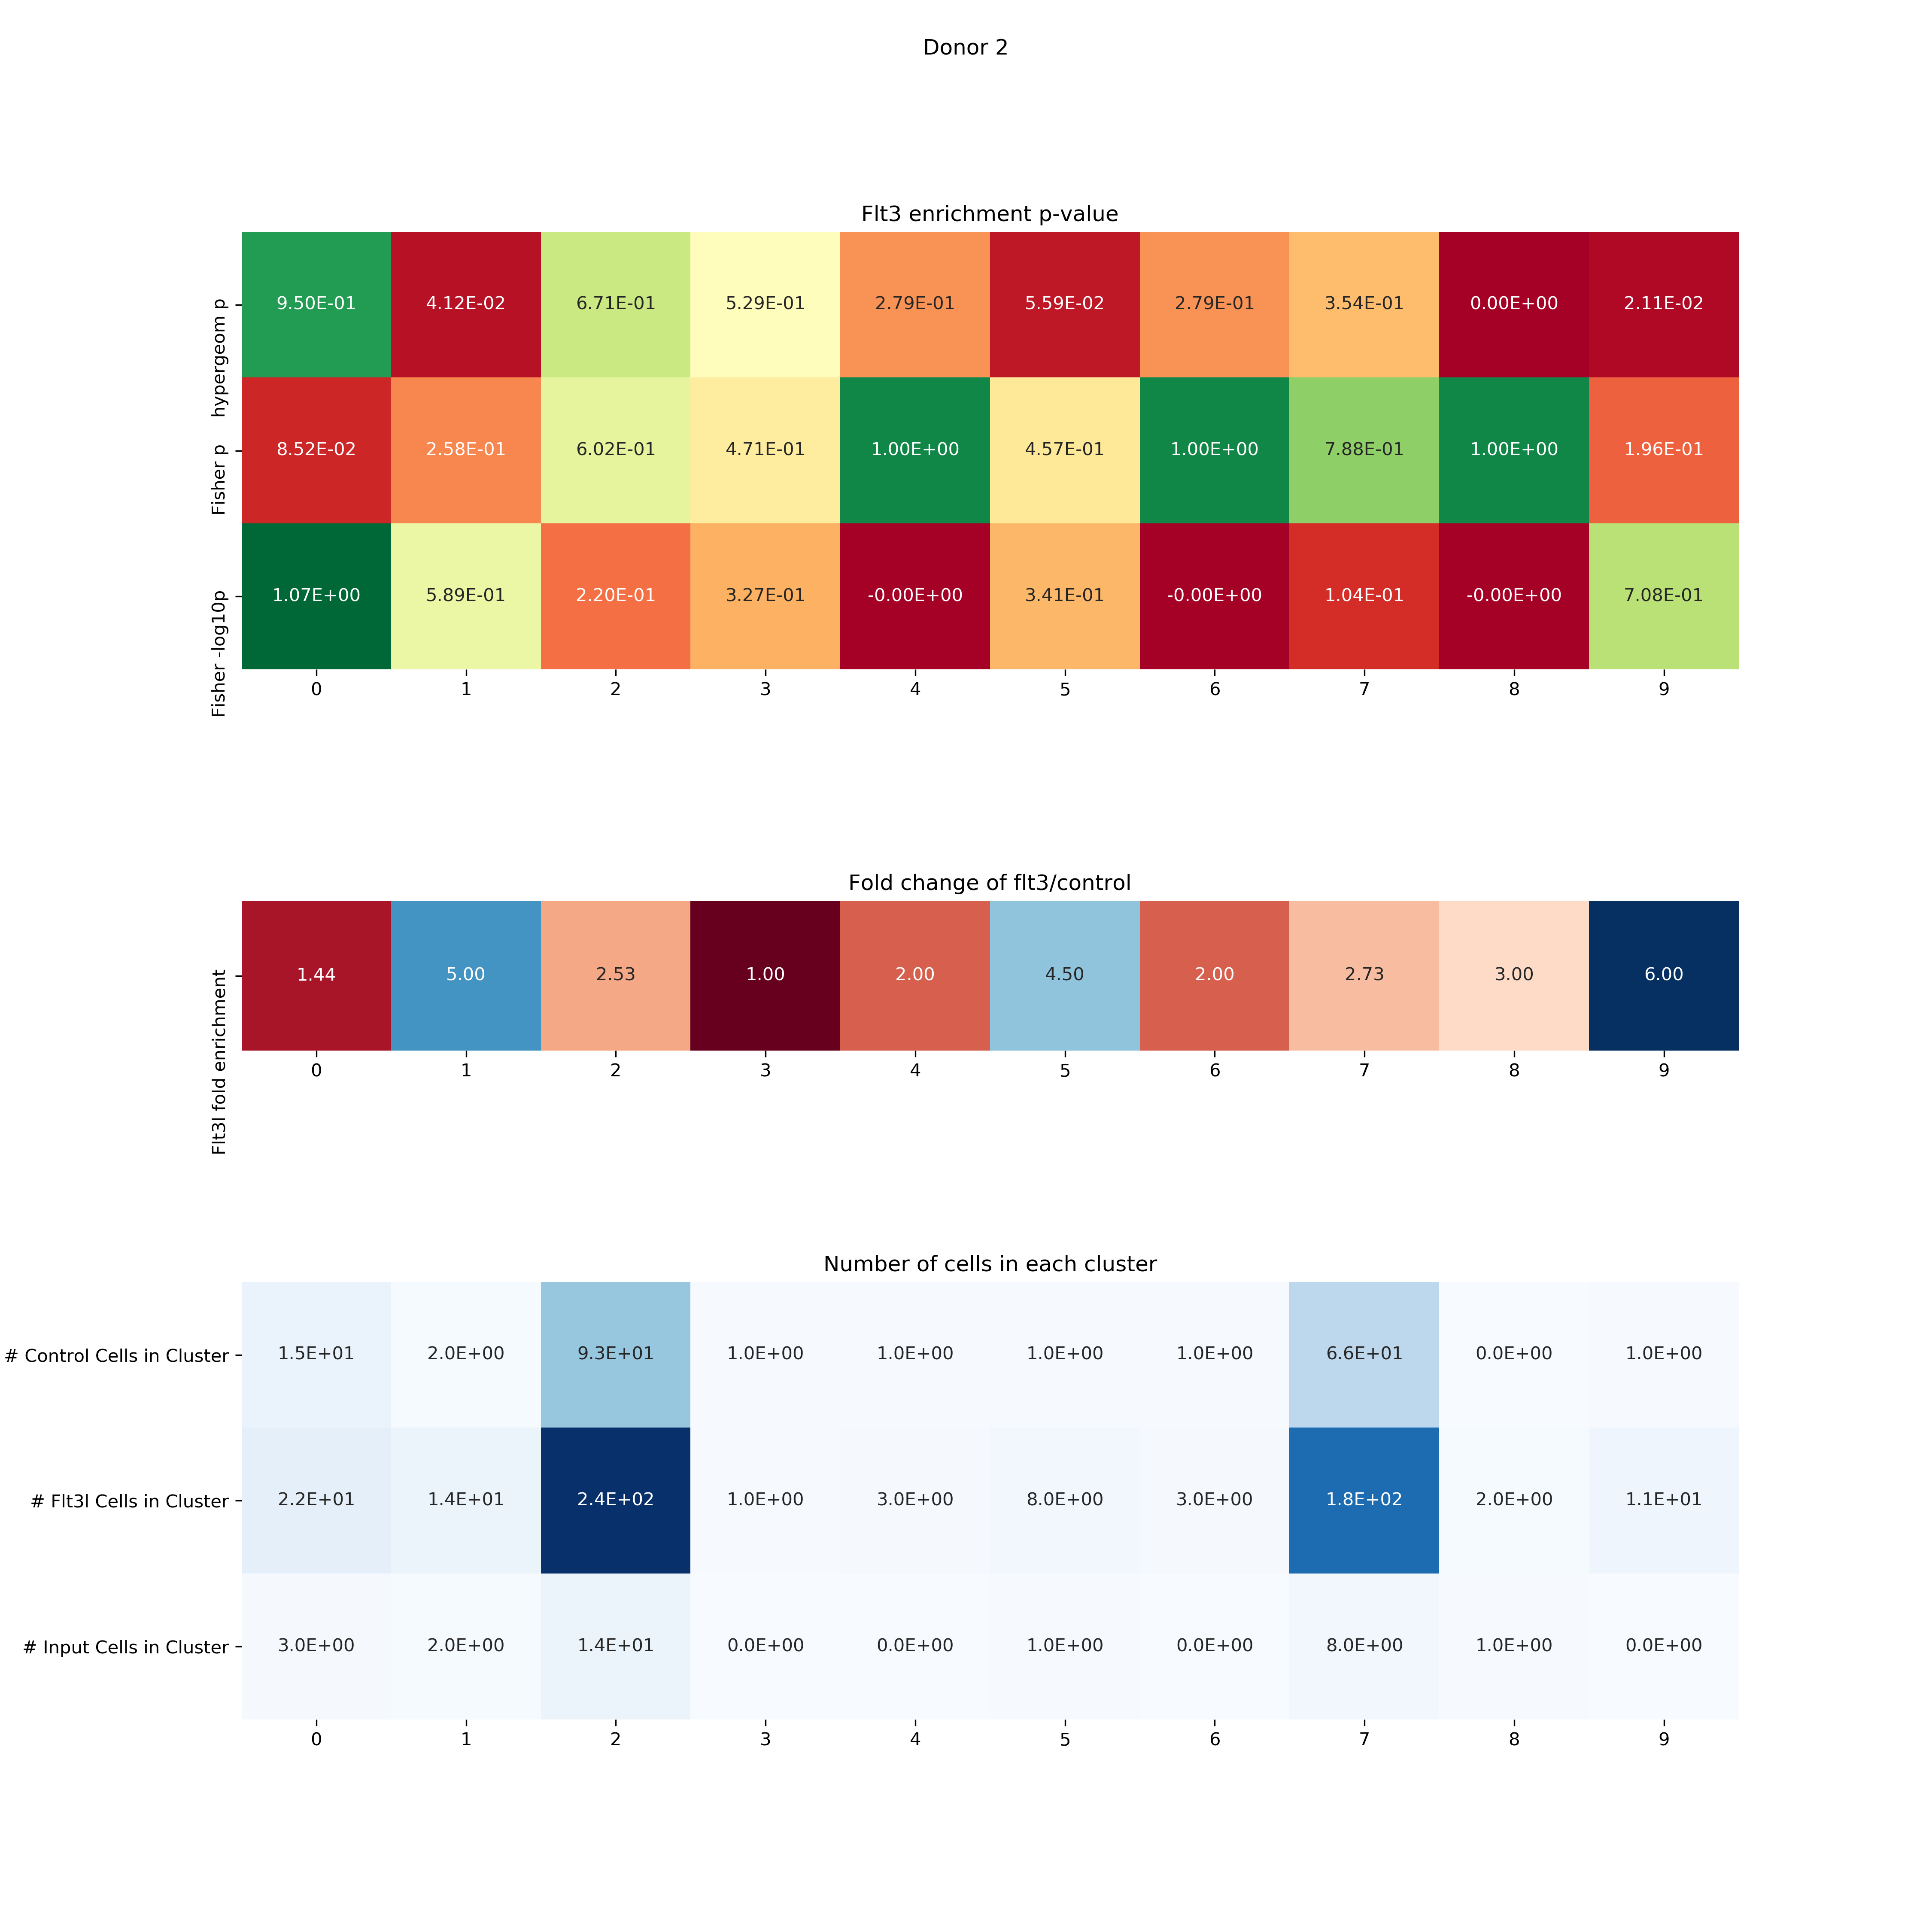 Donor 2
Flt3 enrichment p-value
hypergeom p 9.50E-01 4.12E-02 6.71E-01 5.29E-01 2.79E-01 5.59E-02 2.79E-01 3.54E-01 0.00E+00 2.11E-02
Fisher p 8.52E-02 2.58E-01 6.02E-01 4.71E-01 1.00E+00 4.57E-01 1.00E+00 7.88E-01 1.00E+00 1.96E-01
Fisher -log10p 1.07E+00 5.89E-01 2.20E-01 3.27E-01 -0.00E+00 3.41E-01 -0.00E+00 1.04E-01 -0.00E+00 7.08E-01
0 1 2 3 4 5 6 7 8 9
Fold change of flt3/control
Flt3l fold enrichment 1.44 5.00 2.53 1.00 2.00 4.50 2.00 2.73 3.00 6.00
0 1 2 3 4 5 6 7 8 9
Number of cells in each cluster
# Control Cells in Cluster 1.5E+01 2.0E+00 9.3E+01 1.0E+00 1.0E+00 1.0E+00 1.0E+00 6.6E+01 0.0E+00 1.0E+00
# Flt3l Cells in Cluster 2.2E+01 1.4E+01 2.4E+02 1.0E+00 3.0E+00 8.0E+00 3.0E+00 1.8E+02 2.0E+00 1.1E+01
# Input Cells in Cluster 3.0E+00 2.0E+00 1.4E+01 0.0E+00 0.0E+00 1.0E+00 0.0E+00 8.0E+00 1.0E+00 0.0E+00
0 1 2 3 4 5 6 7 8 9